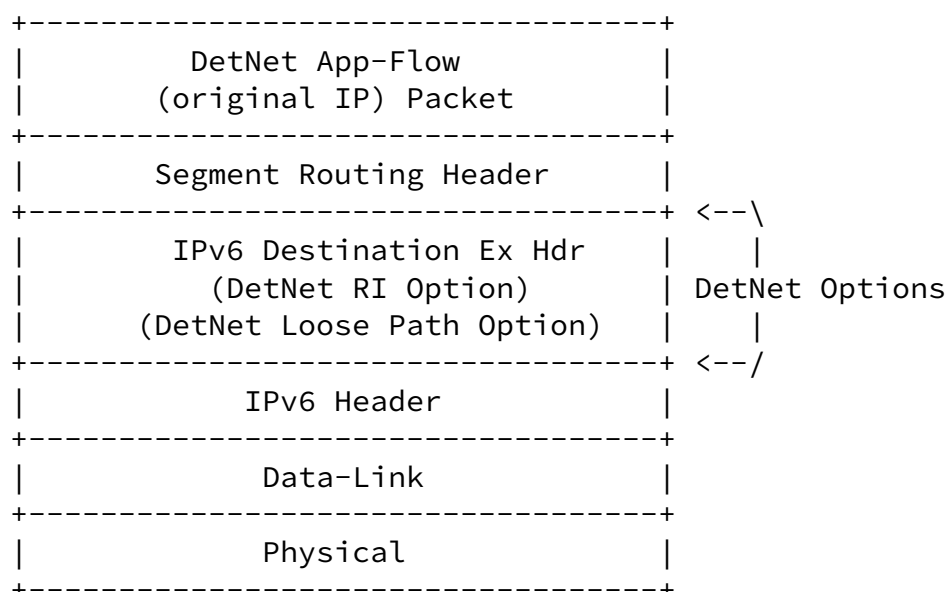 +-----------------------------------+
|         DetNet App-Flow           |
|       (original IP) Packet        |
+-----------------------------------+
|       Segment Routing Header      |
+-----------------------------------+ <--\
|        IPv6 Destination Ex Hdr    |    |
|          (DetNet RI Option)       | DetNet Options
|      (DetNet Loose Path Option)   |    |
+-----------------------------------+ <--/
|            IPv6 Header            |
+-----------------------------------+
|             Data-Link             |
+-----------------------------------+
|             Physical              |
+-----------------------------------+